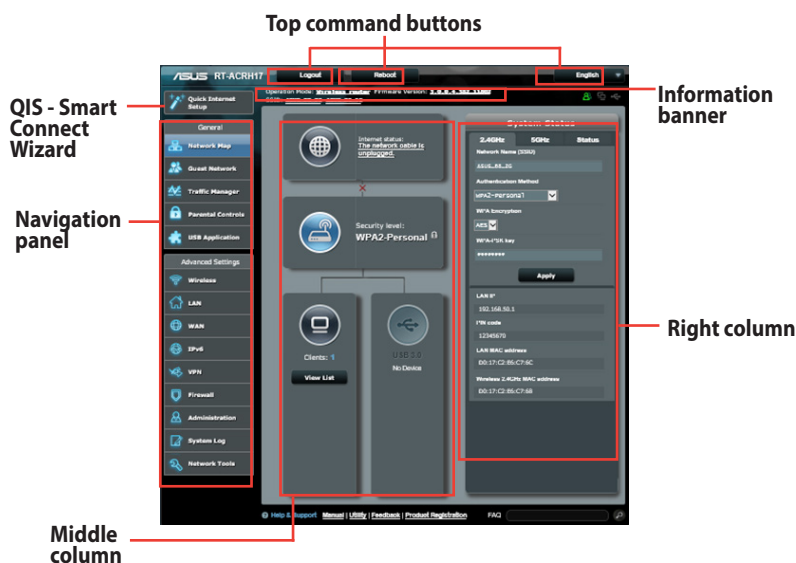 Top command buttons
ASUS RT-ACRH17
Logout
Reboot
English
Operation Mode: Wireless router Firmware Version:
Quick Internet
Setup
QIS - Smart
Connect
Wizard
Information
banner
General
Network Map
Guest Network
Traffic Manager
Parental Controls
USB Application
Navigation
panel
Advanced Settings
Wireless
LAN
WAN
IPv6
VPN
Firewall
Administration
System Log
Network Tools
Internet status:
The network cable is
unplugged.
Security level:
WPA2-Personal
Clients: 1
View List
USB 3.0
No Device
System Status
2.4GHz 5GHz Status
Network Name (SSID)
Authentication Method
WPA2-Personal
WPA Encryption
AES
WPA-PSK key
********
Apply
LAN IP
192.168.50.1
PIN code
12345670
LAN MAC address
D0:17:C2:B6:C7:6C
Wireless 2.4GHz MAC address
D0:17:C2:B6:C7:68
Right column
Help & Support Manual | Utility | Feedback | Product Registration FAQ
Middle
column